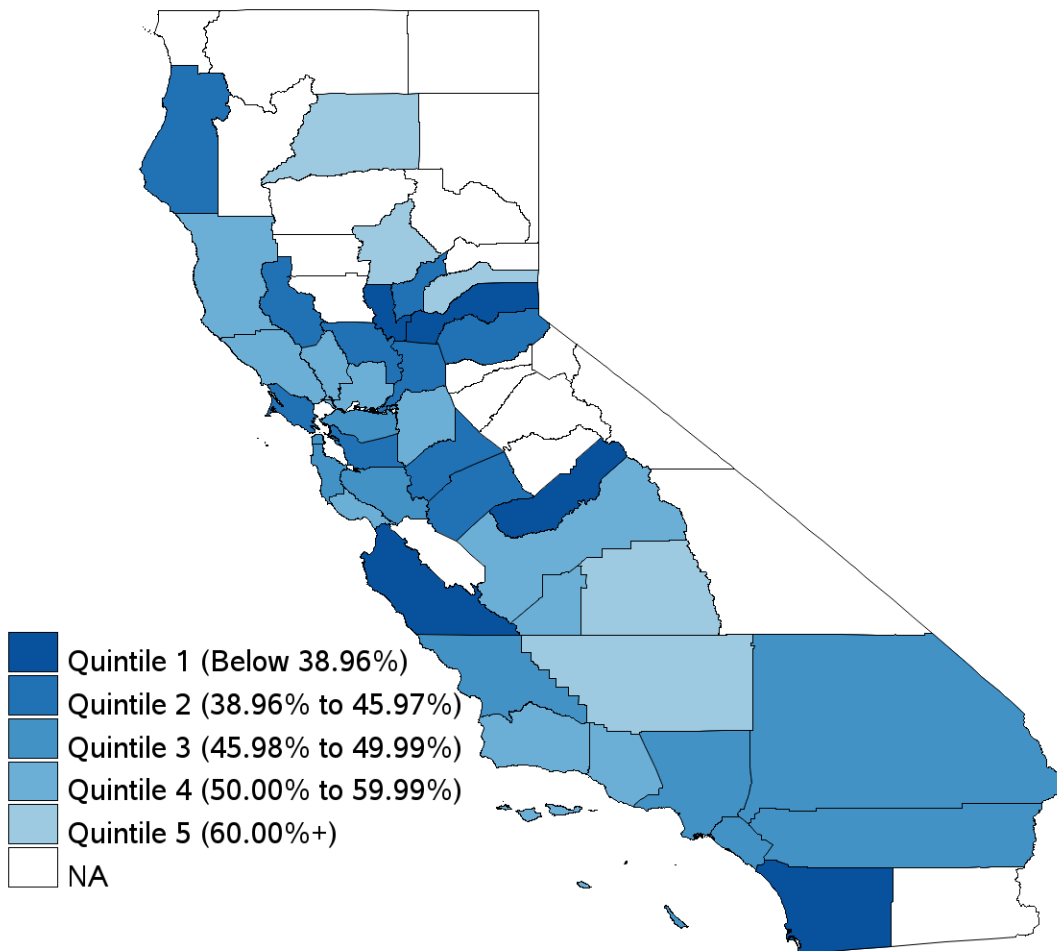 Quintile 1 (Below 38.96%)
Quintile 2 (38.96% to 45.97%)
Quintile 3 (45.98% to 49.99%)
Quintile 4 (50.00% to 59.99%)
Quintile 5 (60.00%+)
NA